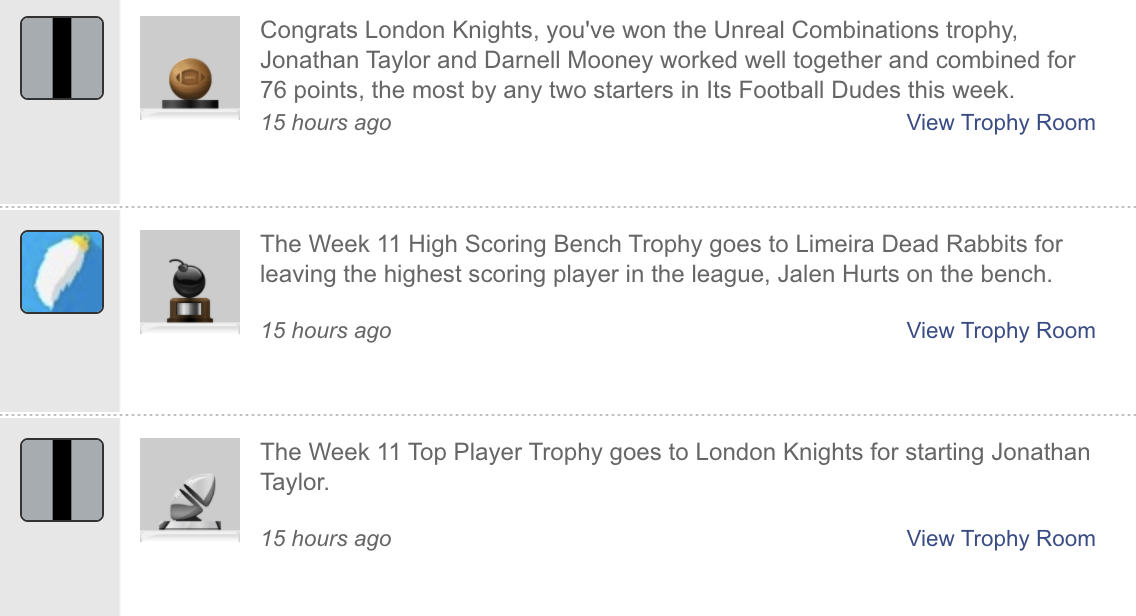 Congrats London Knights, you've won the Unreal Combinations trophy,
Jonathan Taylor and Darnell Mooney worked well together and combined for
76 points, the most by any two starters in Its Football Dudes this week.
15 hours ago View Trophy Room
The Week 11 High Scoring Bench Trophy goes to Limeira Dead Rabbits for
leaving the highest scoring player in the league, Jalen Hurts on the bench.
15 hours ago View Trophy Room
The Week 11 Top Player Trophy goes to London Knights for starting Jonathan
Taylor.
15 hours ago View Trophy Room